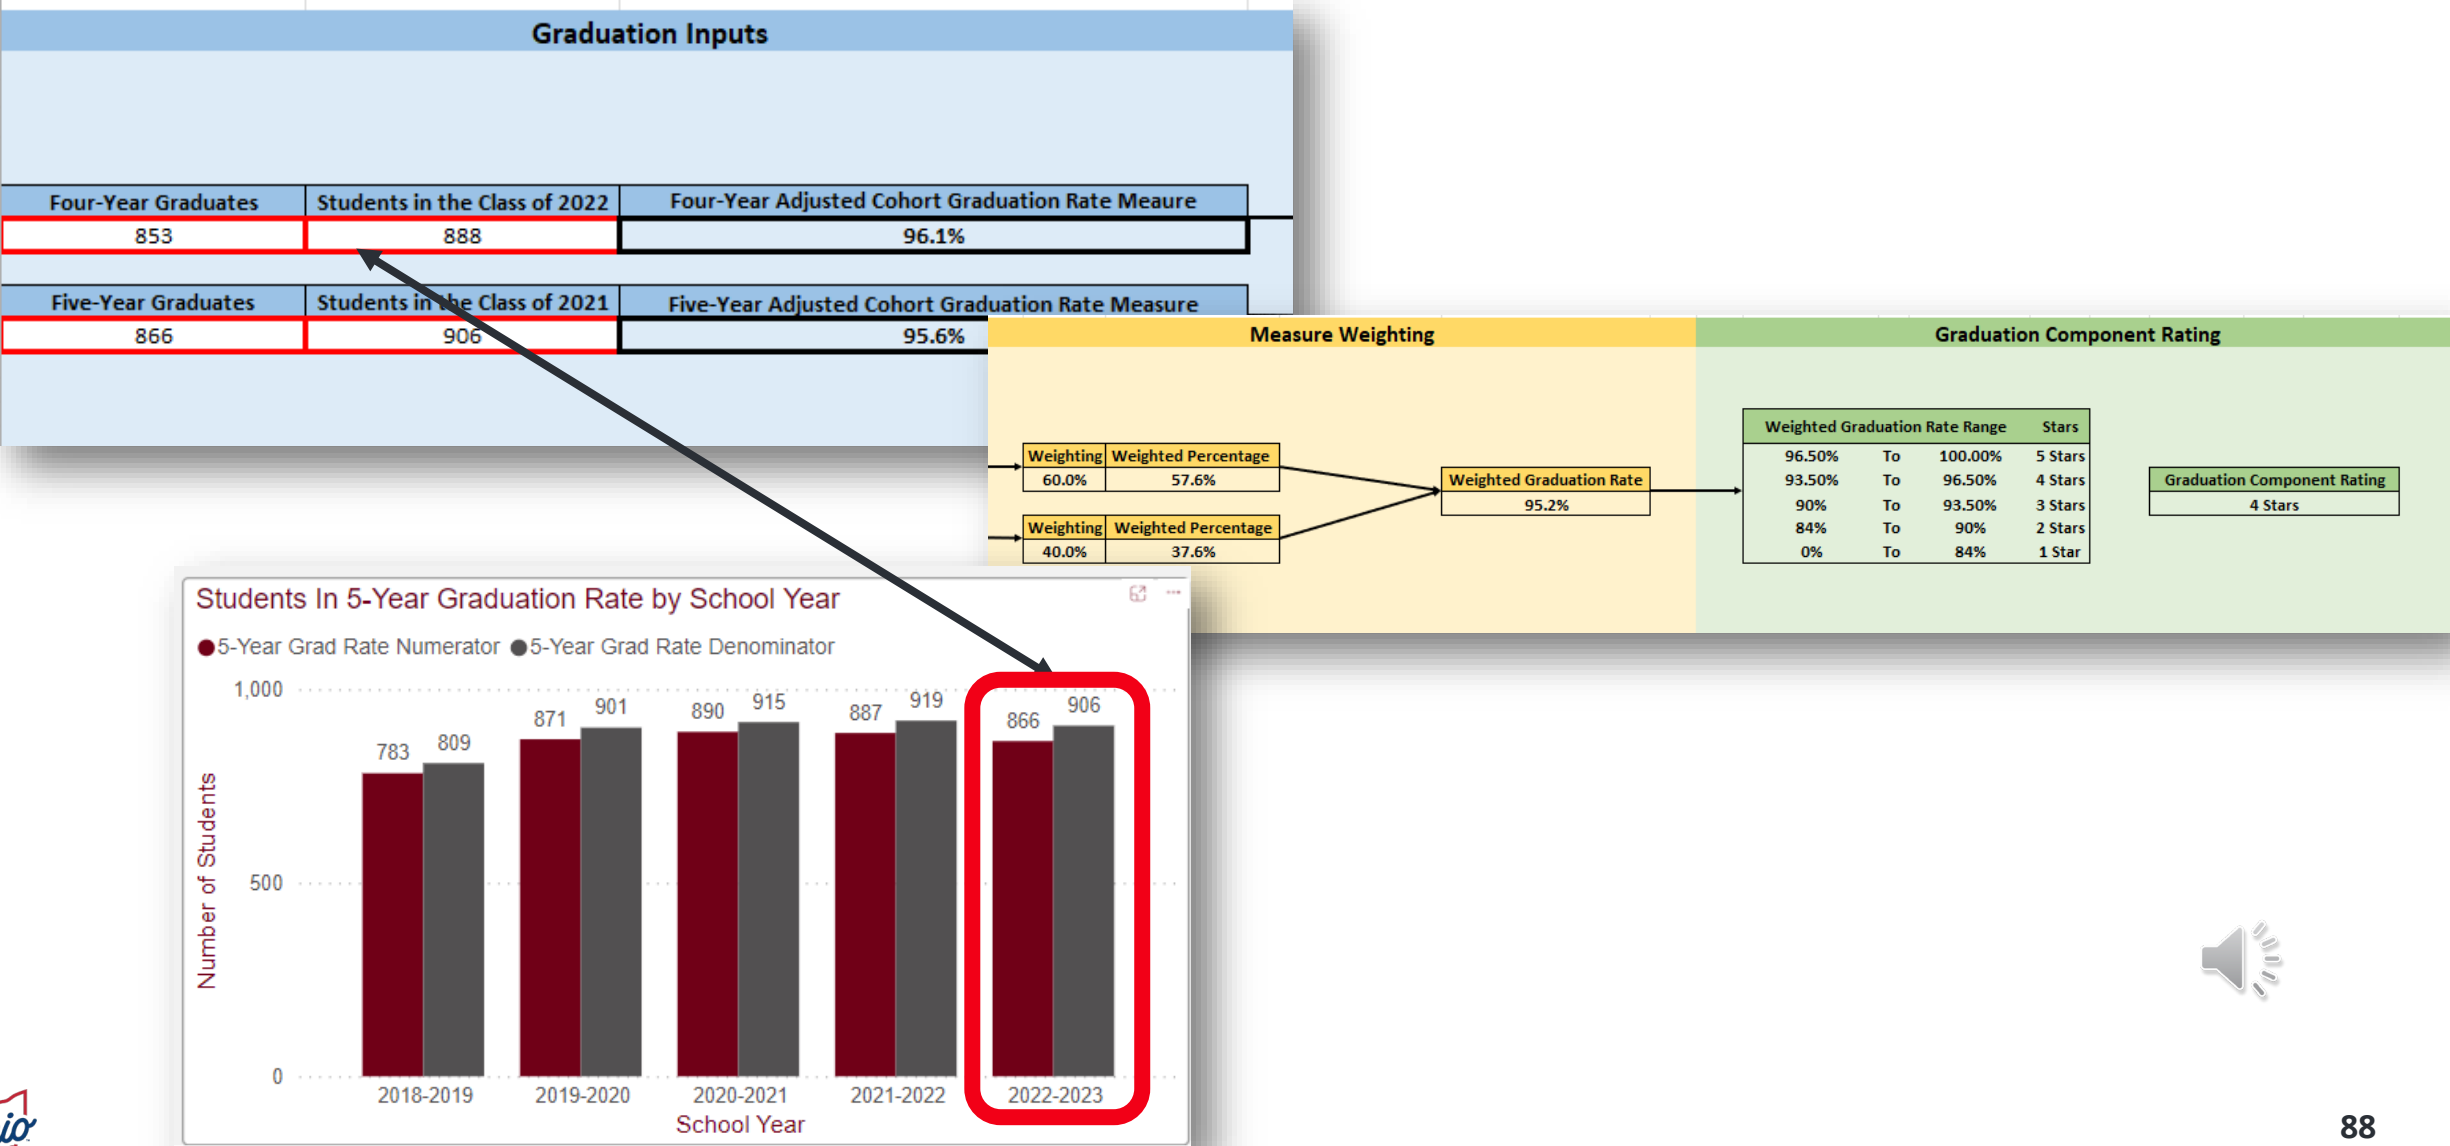 Graduation Inputs
Four-Year Graduates Students in the Class of 2022 Four-Year Adjusted Cohort Graduation Rate Meaure
853 888 96.1%
Five-Year Graduates Students in the Class of 2021 Five-Year Adjusted Cohort Graduation Rate Measure
866 906 95.6%
Measure Weighting
Weighting Weighted Percentage
60.0% 57.6%
Weighting Weighted Percentage
40.0% 37.6%
Weighted Graduation Rate
95.2%
Graduation Component Rating
Weighted Graduation Rate Range Stars
96.50% To 100.00% 5 Stars
93.50% To 96.50% 4 Stars
90% To 93.50% 3 Stars
84% To 90% 2 Stars
0% To 84% 1 Star
Graduation Component Rating
4 Stars
Students In 5-Year Graduation Rate by School Year
5-Year Grad Rate Numerator 5-Year Grad Rate Denominator
Number of Students
1,000
500
0
783 809
871 901
890 915
887 919
866 906
2018-2019 2019-2020 2020-2021 2021-2022 2022-2023
School Year
io
88